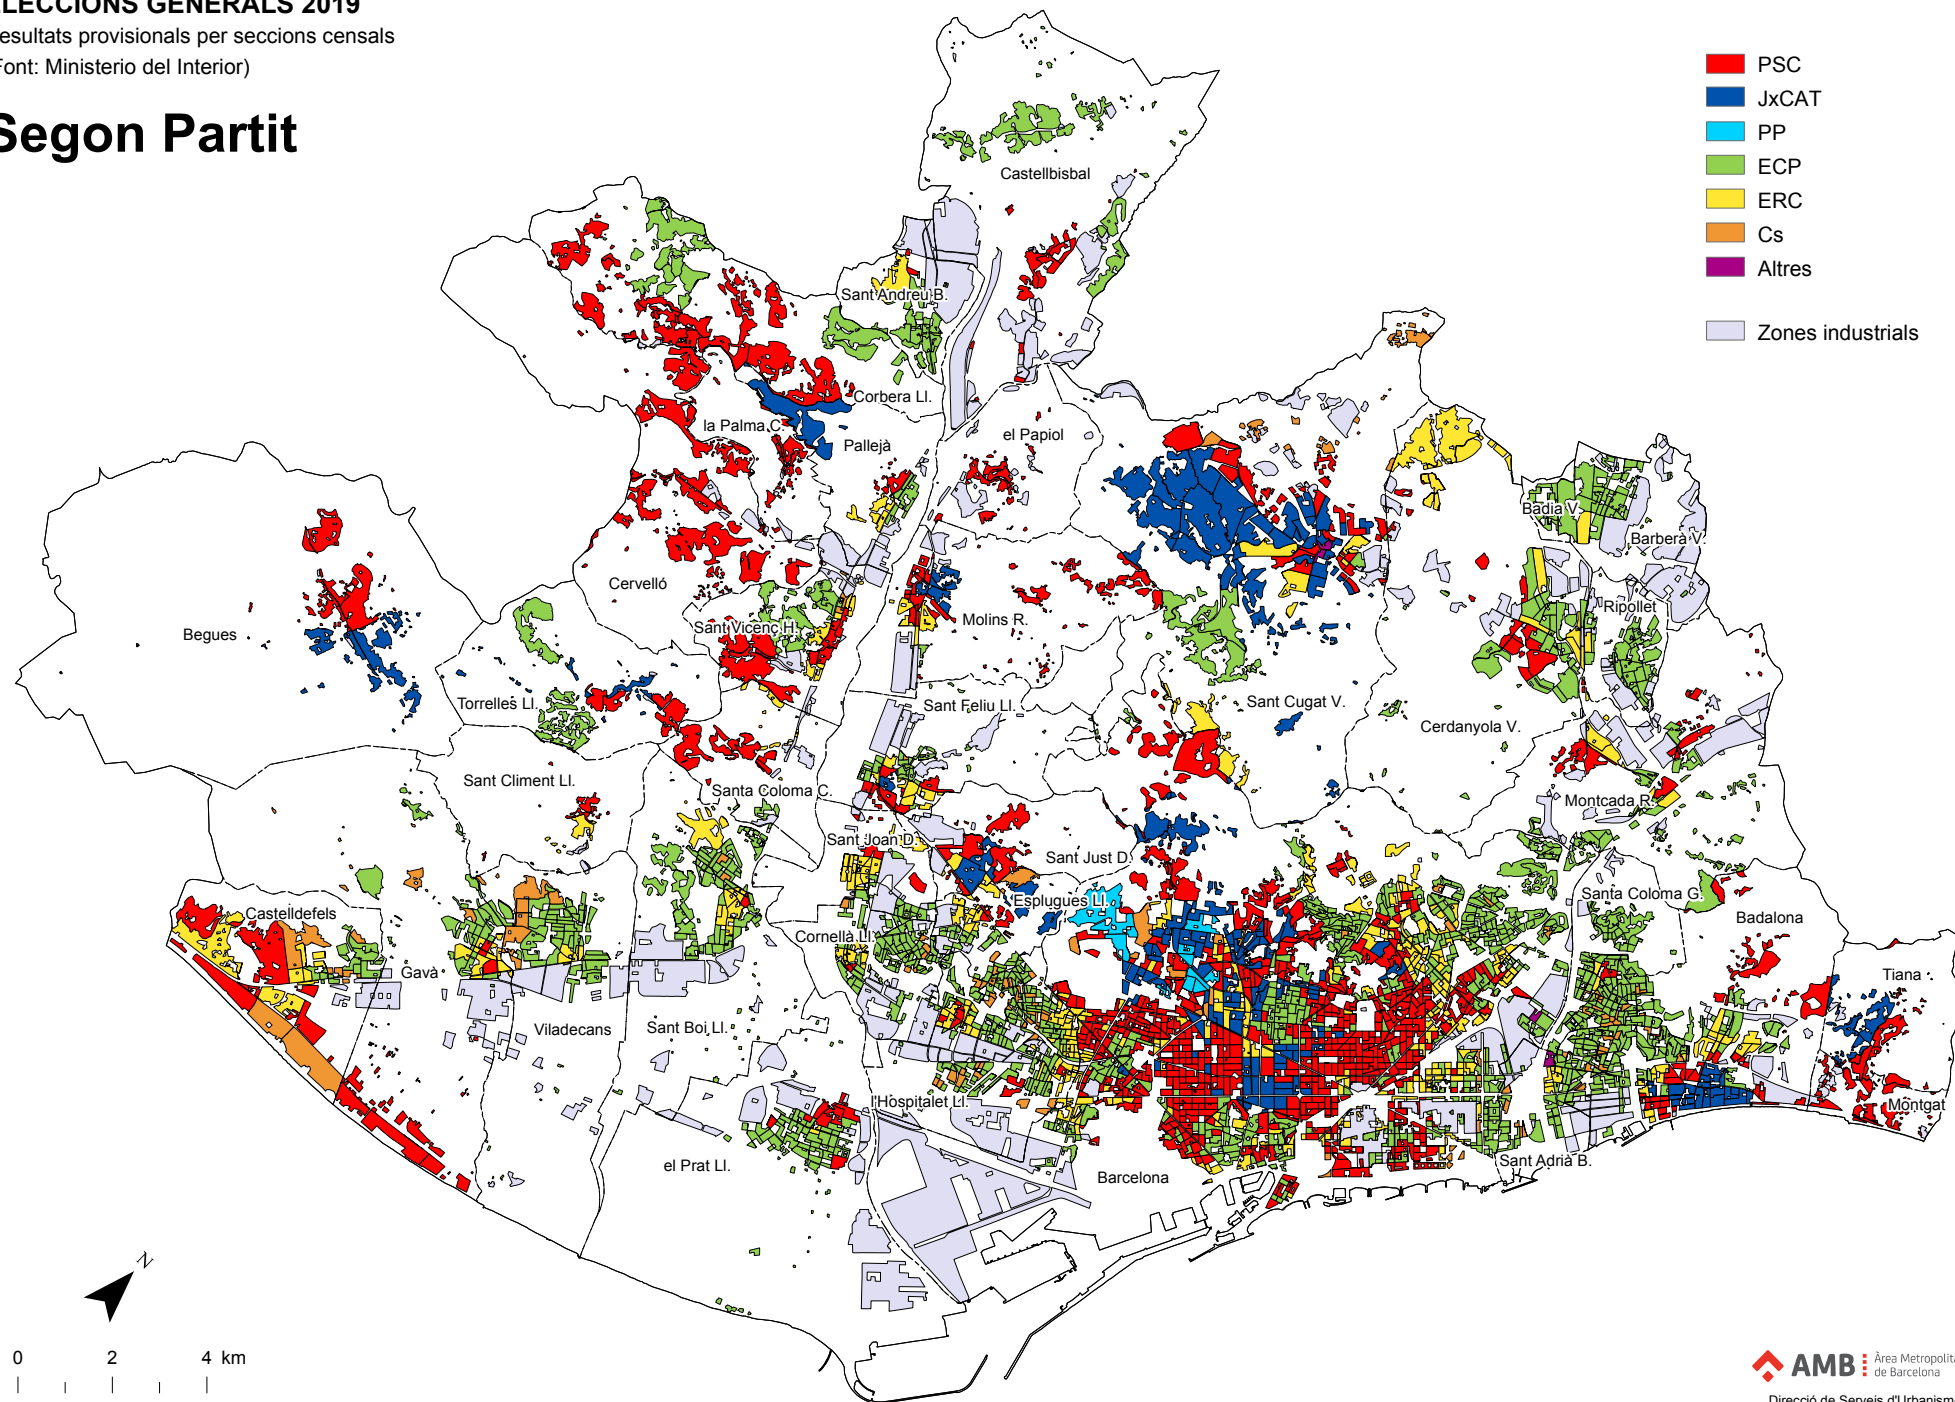 ELECCIONS GENERALS 2019
esultats provisionals per seccions censals
Font: Ministerio del Interior)
Segon Partit
PSC
JxCAT
PP
ECP
ERC
Cs
Altres
Zones industrials
Castellbisbal
Sant Andreu B.
Corbera Ll.
la Palma C.
Pallejà
el Papiol
Badia V.
Barberà V.
Begues
Cervelló
Sant Vicenç H.
Molins R.
Ripollet
Torrelles Ll.
Sant Feliu Ll.
Sant Cugat V.
Cerdanyola V.
Sant Climent Ll.
Santa Coloma C.
Montcada R.
Sant Joan D.
Sant Just D.
Esplugues Ll.
Santa Coloma G.
Castelldefels
Badalona
Cornellà Ll.
Gavà
Tiana
Viladecans
Sant Boi Ll.
l'Hospitalet Ll.
Montgat
el Prat Ll.
Barcelona
Sant Adrià B.
N
0 2 4 km
AMB
Àrea Metropolit
de Barcelona
Direcció de Serveis d'Urbanism